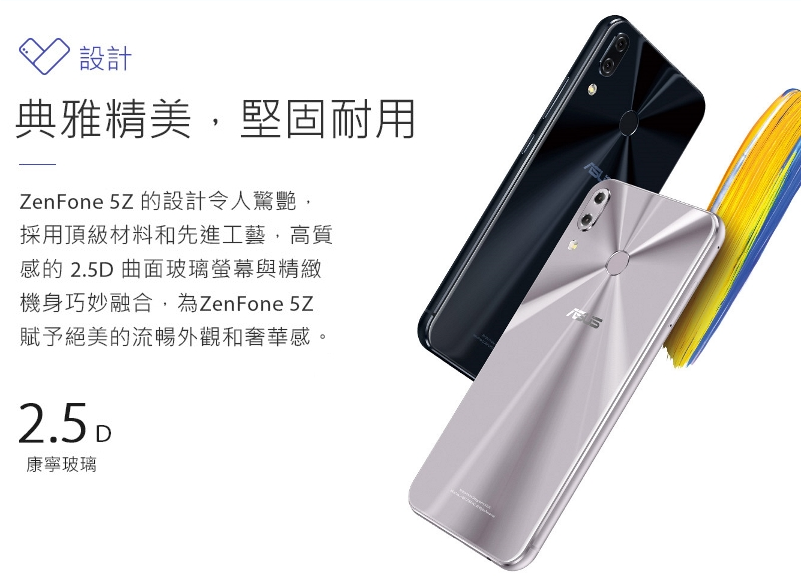 設計
典雅精美，堅固耐用
ZenFone 5Z 的設計令人驚艷，
採用頂級材料和先進工藝，高質
感的 2.5D 曲面玻璃螢幕與精緻
機身巧妙融合，為ZenFone 5Z
賦予絕美的流暢外觀和奢華感。
2.5 D
康寧玻璃
ASUS
ASUS